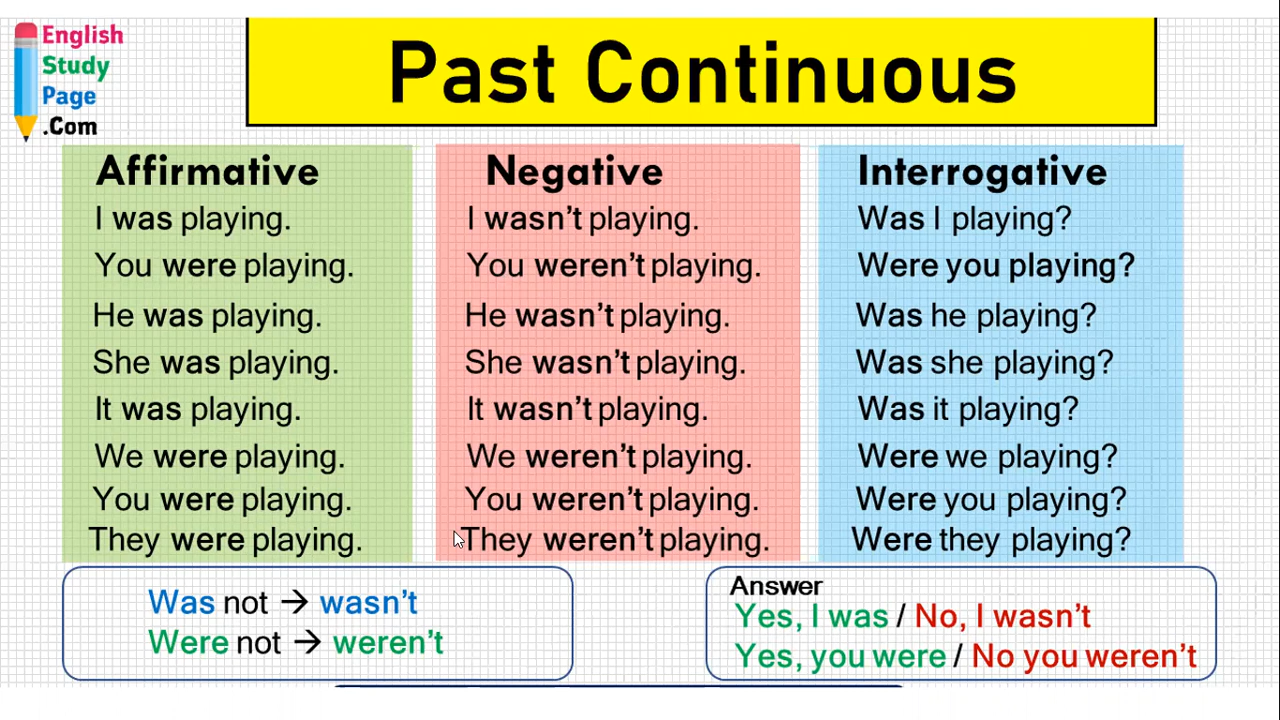 English
Study
Page
.Com
Past Continuous
Affirmative
I was playing.
You were playing.
He was playing.
She was playing.
It was playing.
We were playing.
You were playing.
They were playing.
Negative
I wasn't playing.
You weren't playing.
He wasn't playing.
She wasn't playing.
It wasn't playing.
We weren't playing.
You weren't playing.
They weren't playing.
Interrogative
Was I playing?
Were you playing?
Was he playing?
Was she playing?
Was it playing?
Were we playing?
Were you playing?
Were they playing?
Was not → wasn't
Were not → weren't
Answer
Yes, I was / No, I wasn't
Yes, you were / No you weren't